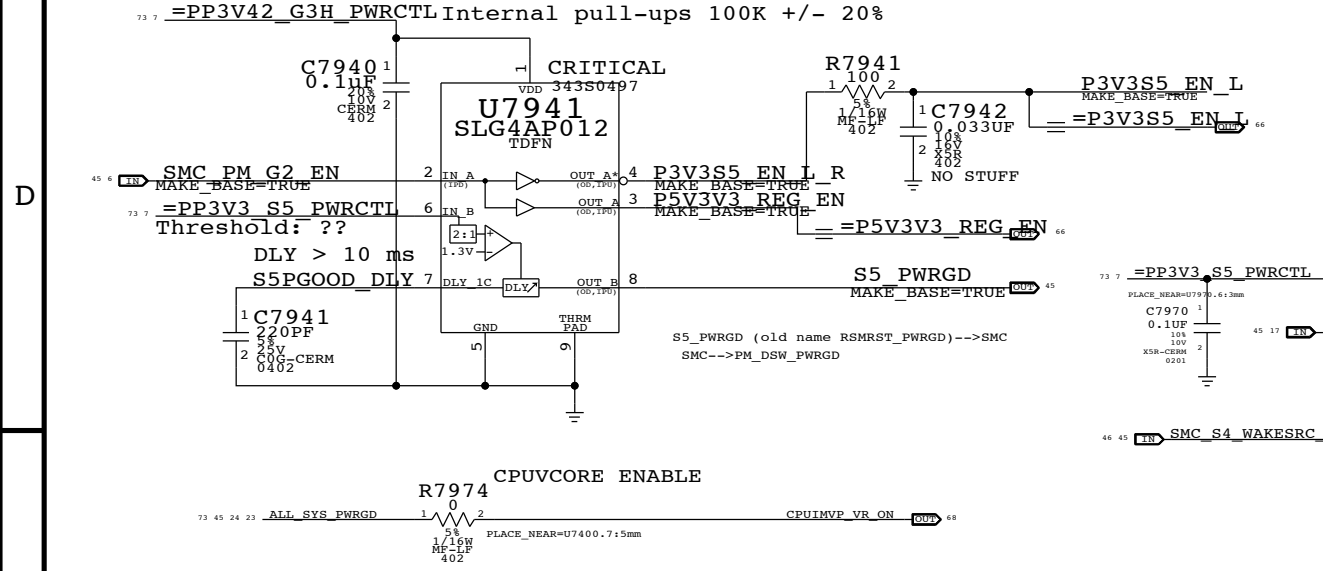 73 7 =PP3V42_G3H_PWRCTL Internal pull-ups 100K +/- 20%
C7940 1
0.1uF
20%
10V 2
CERM
402
1
VDD
CRITICAL
343S0497
U7941
SLG4AP012
TDFN
45 6 IN SMC_PM_G2_EN 2 IN_A
MAKE_BASE=TRUE (IPD)
73 7 =PP3V3_S5_PWRCTL 6 IN_B
Threshold: ??
2:1
+
1.3V -
DLY > 10 ms
S5PGOOD_DLY 7 DLY_1C DLY
OUT A* 4 P3V3S5_EN_L_R
(OD,IPU) MAKE_BASE=TRUE
OUT A 3 P5V3V3_REG_EN
(OD,IPU) MAKE_BASE=TRUE
=P5V3V3_REG_EN OUT 66
OUT B 8 S5_PWRGD
(OD,IPU) MAKE_BASE=TRUE OUT 45
R7941
1 100 2
5%
1/16W
MF-LF
402
1 C7942
0.033UF
10%
2 16V
X5R
402
NO STUFF
P3V3S5_EN_L
MAKE_BASE=TRUE
=P3V3S5_EN_L
OUT 66
D
1 C7941
220PF
5%
25V
2 C0G-CERM
0402
GND
5
THRM
PAD
9
S5_PWRGD (old name RSMRST_PWRGD)-->SMC
SMC-->PM_DSW_PWRGD
73 7 =PP3V3_S5_PWRCTL
PLACE_NEAR=U7970.6:3mm
C7970 1
0.1UF
10%
10V
X5R-CERM 2
0201
45 17 IN
46 45 IN SMC_S4_WAKESRC_
CPUVCORE ENABLE
R7974
73 45 24 23 ALL_SYS_PWRGD 1 0 2 CPUIMVP_VR_ON OUT 68
5%
1/16W
MF-LF
402
PLACE_NEAR=U7400.7:5mm